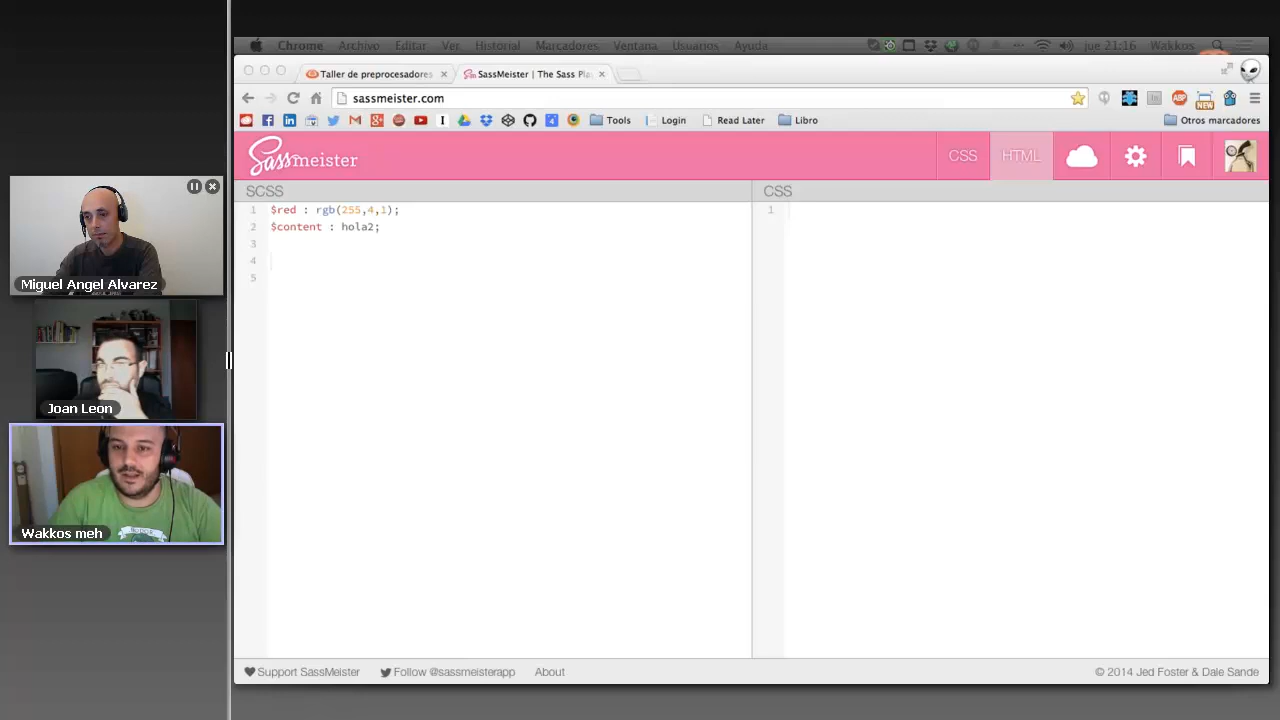 Chrome Archivo Editar Ver Historial Marcadores Ventana Usuarios Ayuda
jue 21:16 Wakkos
Taller de preprocesadores
SassMeister | The Sass Pla
sassmeister.com
Tools
Login
Read Later
Libro
Otros marcadores
NEW
ABP
Sassmeister
CSS
HTML
SCSS
CSS
1 $red : rgb(255,4,1);
2 $content : hola2;
3
4
5
1
Miguel Angel Alvarez
Joan Leon
Wakkos meh
Support SassMeister
Follow @sassmeisterapp
About
© 2014 Jed Foster & Dale Sande